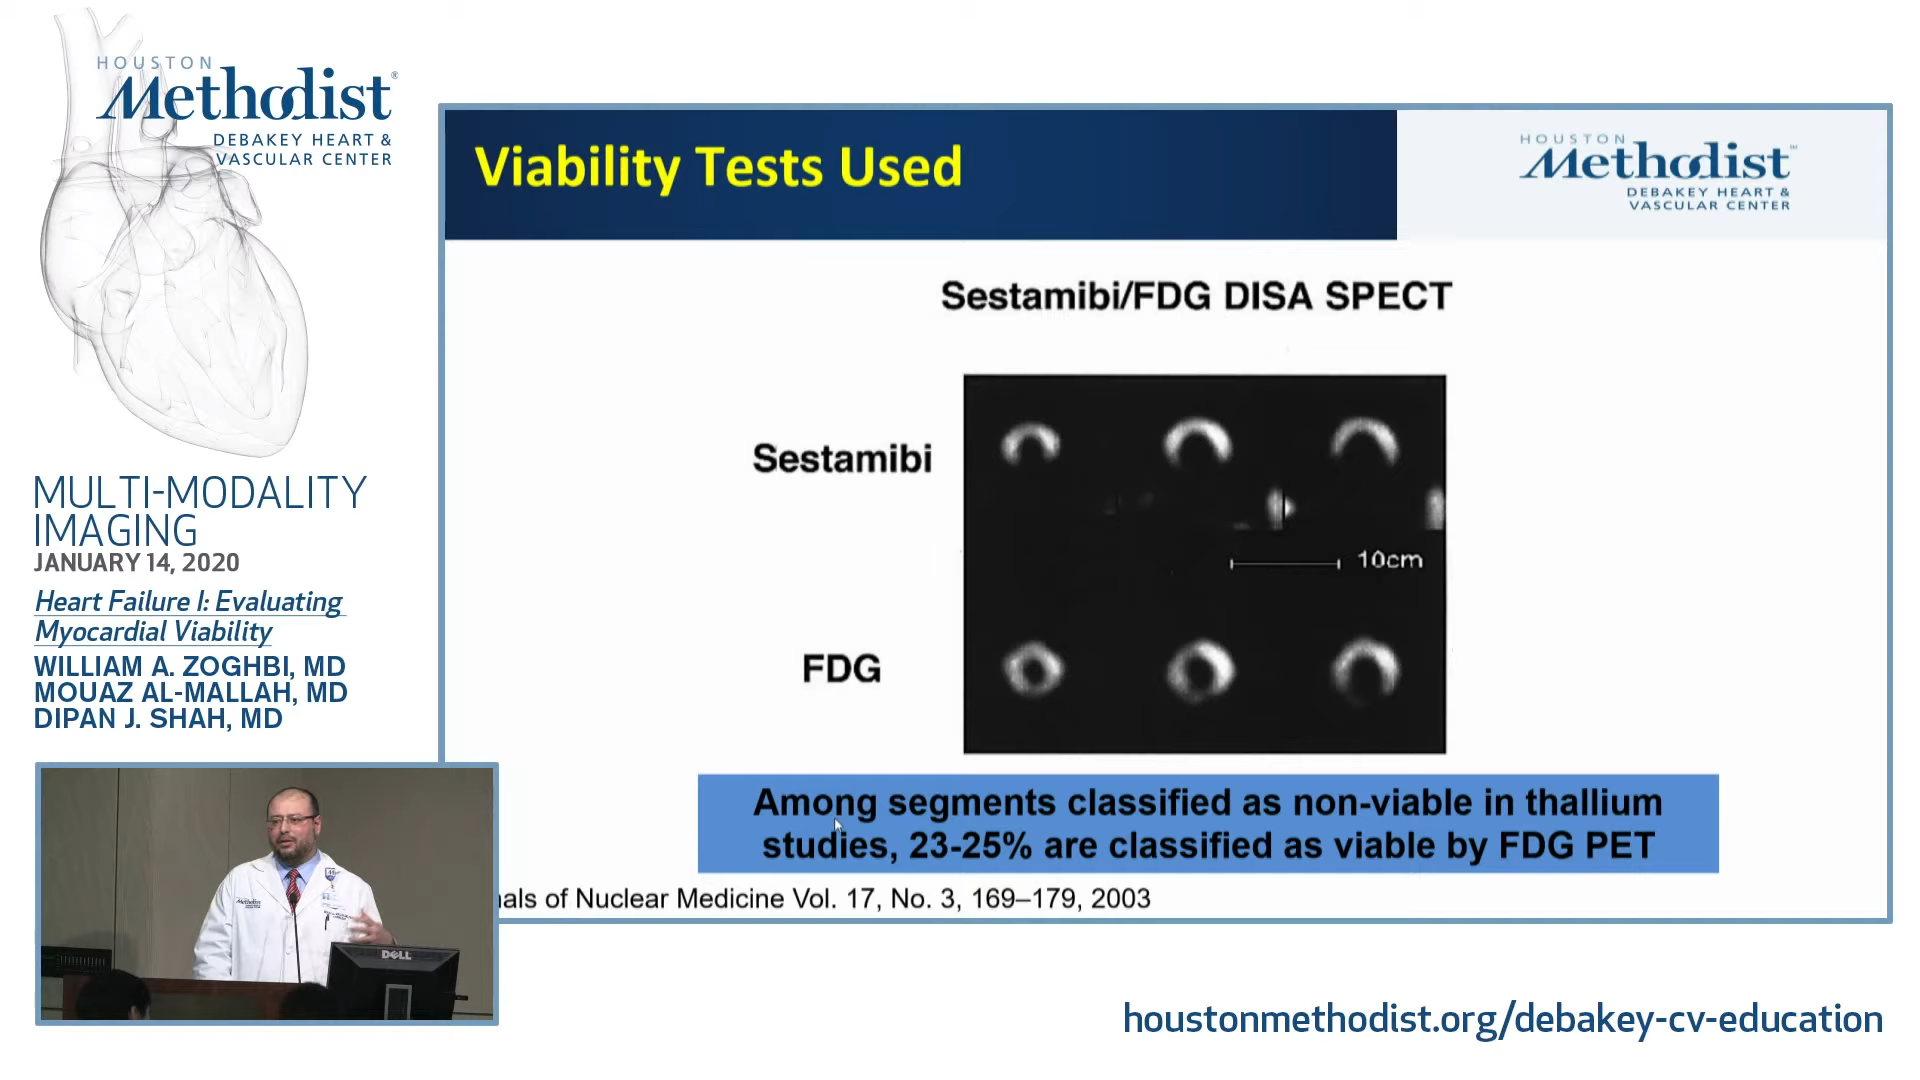 HOUSTON
Methodist®
DEBAKEY HEART &
VASCULAR CENTER
MULTI-MODALITY
IMAGING
JANUARY 14, 2020
Heart Failure I: Evaluating
Myocardial Viability
WILLIAM A. ZOGHBI, MD
MOUAZ AL-MALLAH, MD
DIPAN J. SHAH, MD
Viability Tests Used
HOUSTON
Methodist℠
DEBAKEY HEART &
VASCULAR CENTER
Sestamibi/FDG DISA SPECT
Sestamibi
10cm
FDG
Among segments classified as non-viable in thallium
studies, 23-25% are classified as viable by FDG PET
nals of Nuclear Medicine Vol. 17, No. 3, 169–179, 2003
DELL
houstonmethodist.org/debakey-cv-education